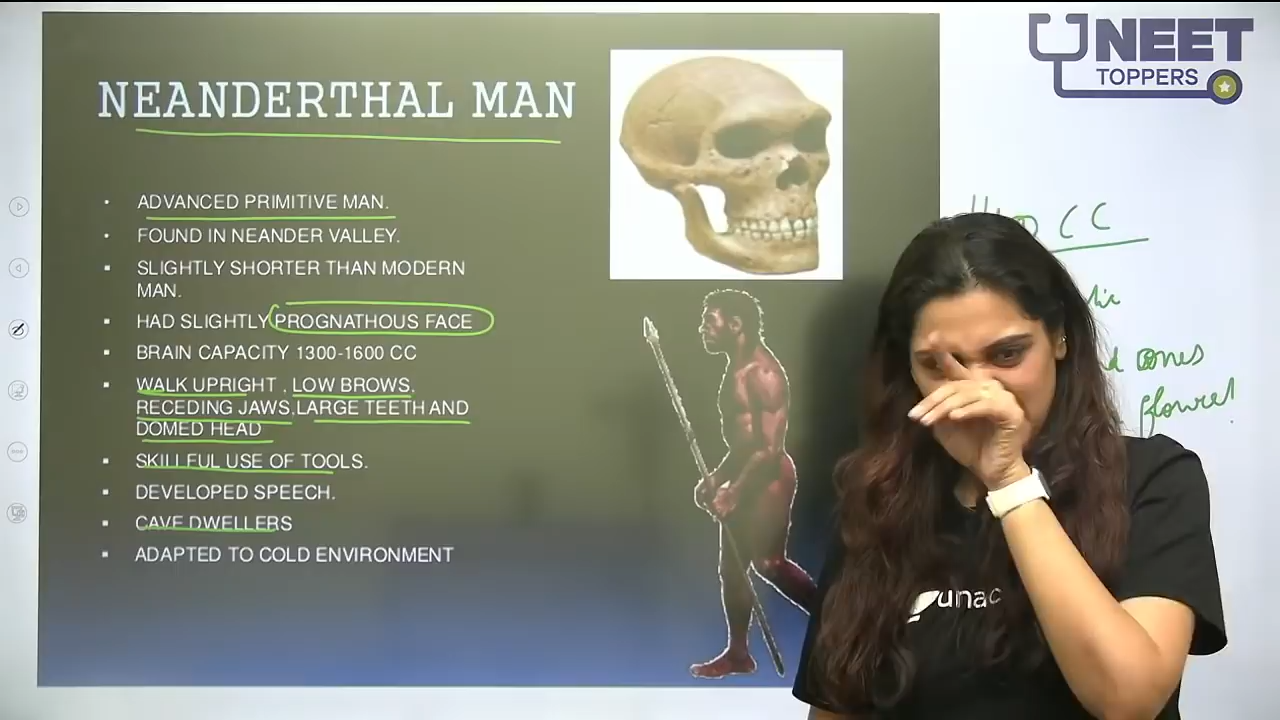 NEET
TOPPERS
NEANDERTHAL MAN
• ADVANCED PRIMITIVE MAN.
• FOUND IN NEANDER VALLEY.
▪ SLIGHTLY SHORTER THAN MODERN
MAN.
▪ HAD SLIGHTLY PROGNATHOUS FACE
▪ BRAIN CAPACITY 1300-1600 CC
▪ WALK UPRIGHT , LOW BROWS,
RECEDING JAWS,LARGE TEETH AND
DOMED HEAD
▪ SKILLFUL USE OF TOOLS.
▪ DEVELOPED SPEECH.
▪ CAVE DWELLERS
▪ ADAPTED TO COLD ENVIRONMENT
CC
unac